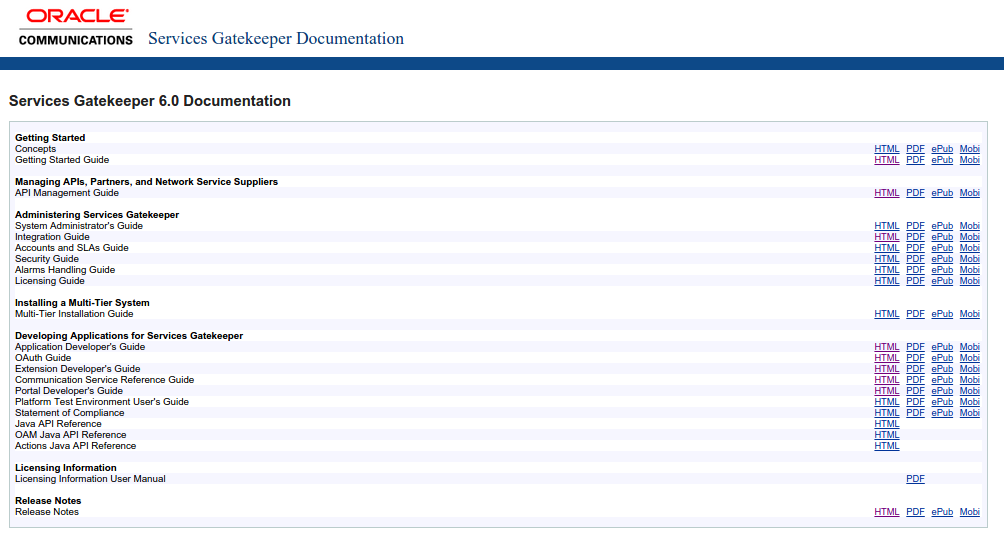 ORACLE
COMMUNICATIONS Services Gatekeeper Documentation
Services Gatekeeper 6.0 Documentation
Getting Started
Concepts HTML PDF ePub Mobi
Getting Started Guide HTML PDF ePub Mobi
Managing APIs, Partners, and Network Service Suppliers
API Management Guide HTML PDF ePub Mobi
Administering Services Gatekeeper
System Administrator's Guide HTML PDF ePub Mobi
Integration Guide HTML PDF ePub Mobi
Accounts and SLAs Guide HTML PDF ePub Mobi
Security Guide HTML PDF ePub Mobi
Alarms Handling Guide HTML PDF ePub Mobi
Licensing Guide HTML PDF ePub Mobi
Installing a Multi-Tier System
Multi-Tier Installation Guide HTML PDF ePub Mobi
Developing Applications for Services Gatekeeper
Application Developer's Guide HTML PDF ePub Mobi
OAuth Guide HTML PDF ePub Mobi
Extension Developer's Guide HTML PDF ePub Mobi
Communication Service Reference Guide HTML PDF ePub Mobi
Portal Developer's Guide HTML PDF ePub Mobi
Platform Test Environment User's Guide HTML PDF ePub Mobi
Statement of Compliance HTML PDF ePub Mobi
Java API Reference HTML
OAM Java API Reference HTML
Actions Java API Reference HTML
Licensing Information
Licensing Information User Manual PDF
Release Notes
Release Notes HTML PDF ePub Mobi